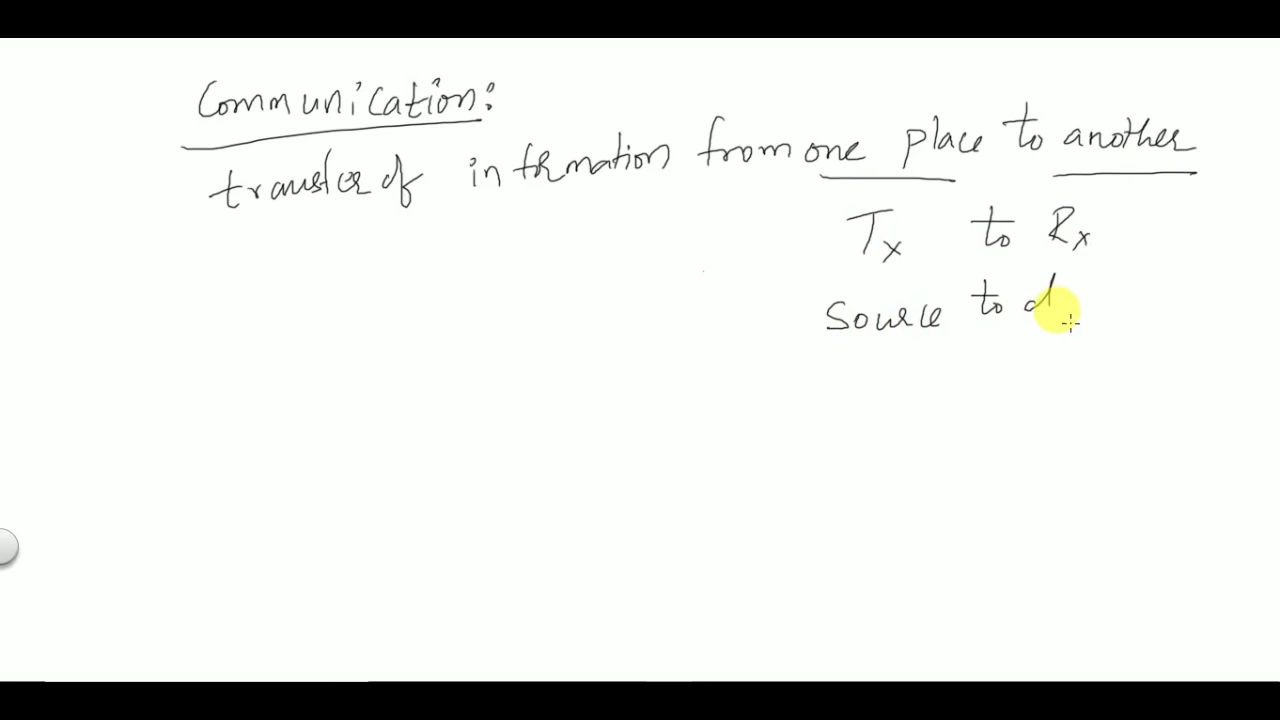 Communication:
transfer of information from one place to another
Tx to Rx
Source to d